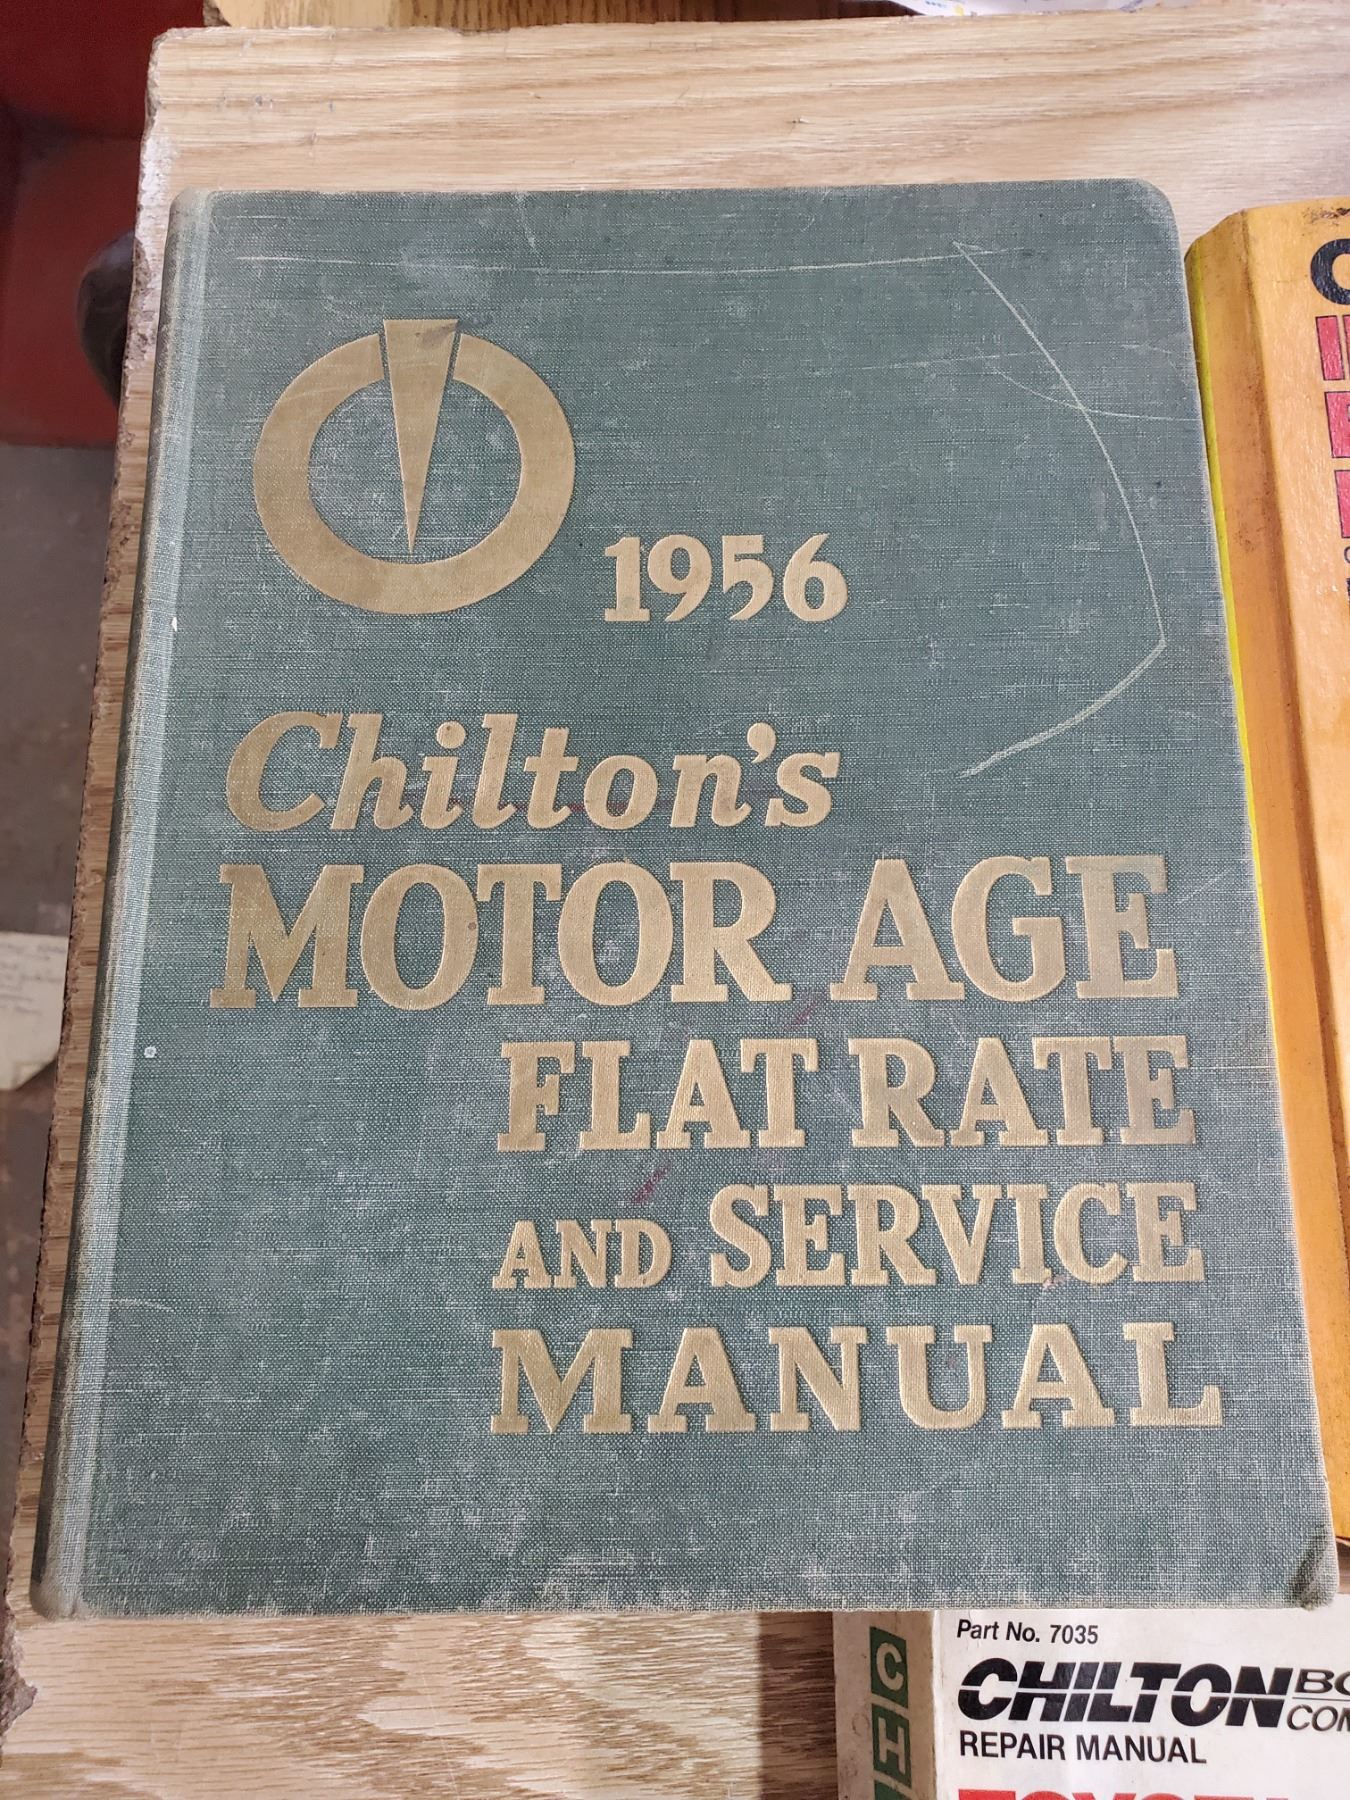 1956
Chilton's
MOTOR AGE
FLAT RATE
AND SERVICE
MANUAL
Part No. 7035
CHILTON
REPAIR MANUAL
C
H